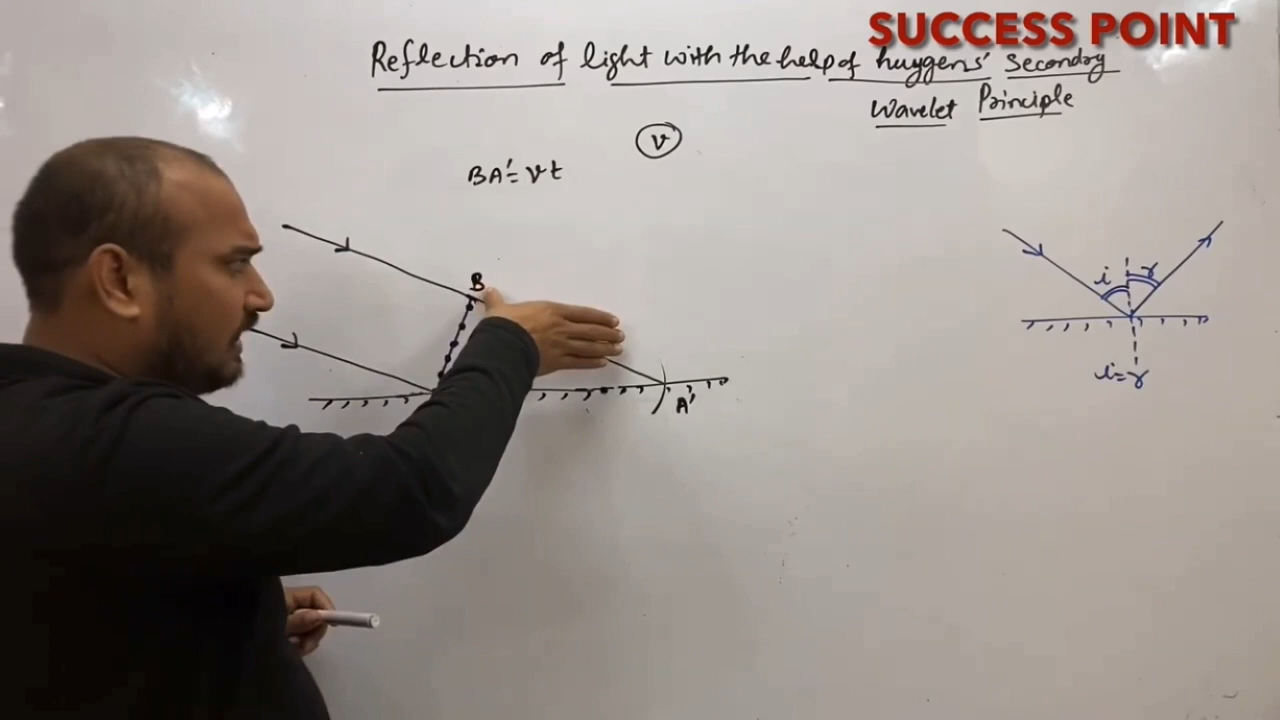 SUCCESS POINT
Reflection of light with the help of huygens' secondary
Wavelet Principle
v
BA' = vt
B
A'
i r
i = r